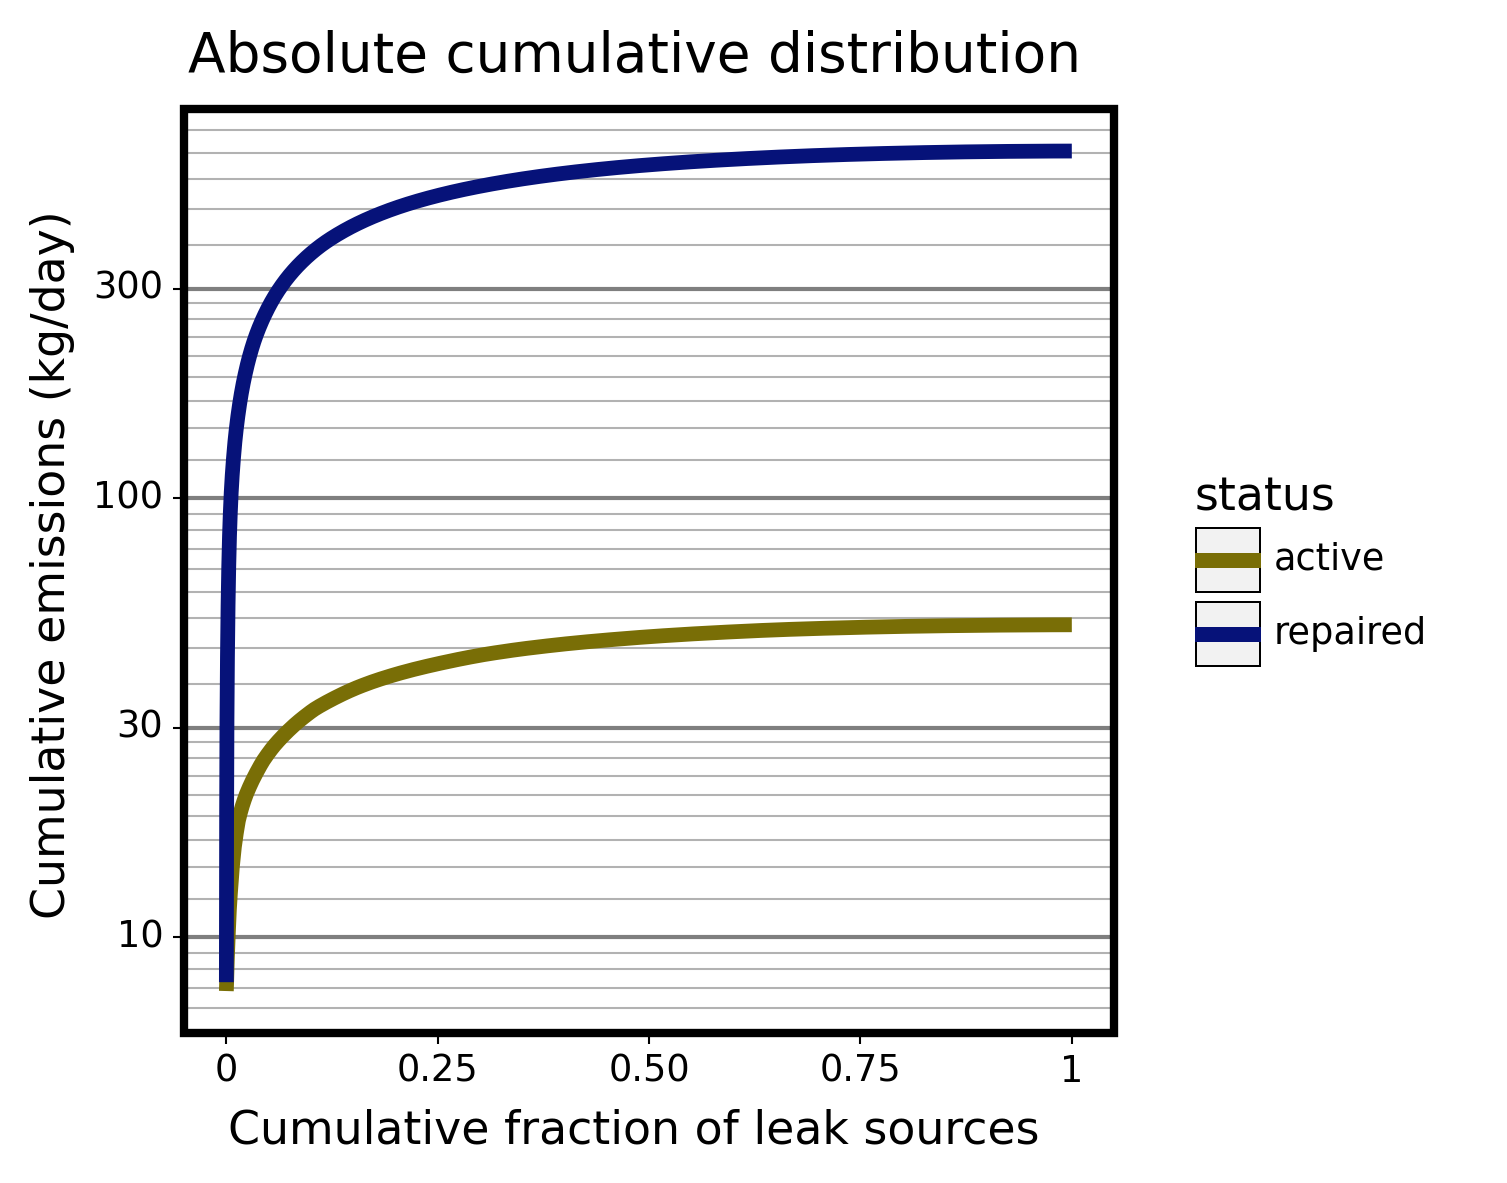 Absolute cumulative distribution
Cumulative emissions (kg/day)
300
100
30
10
0
0.25
0.50
0.75
1
Cumulative fraction of leak sources
status
active
repaired